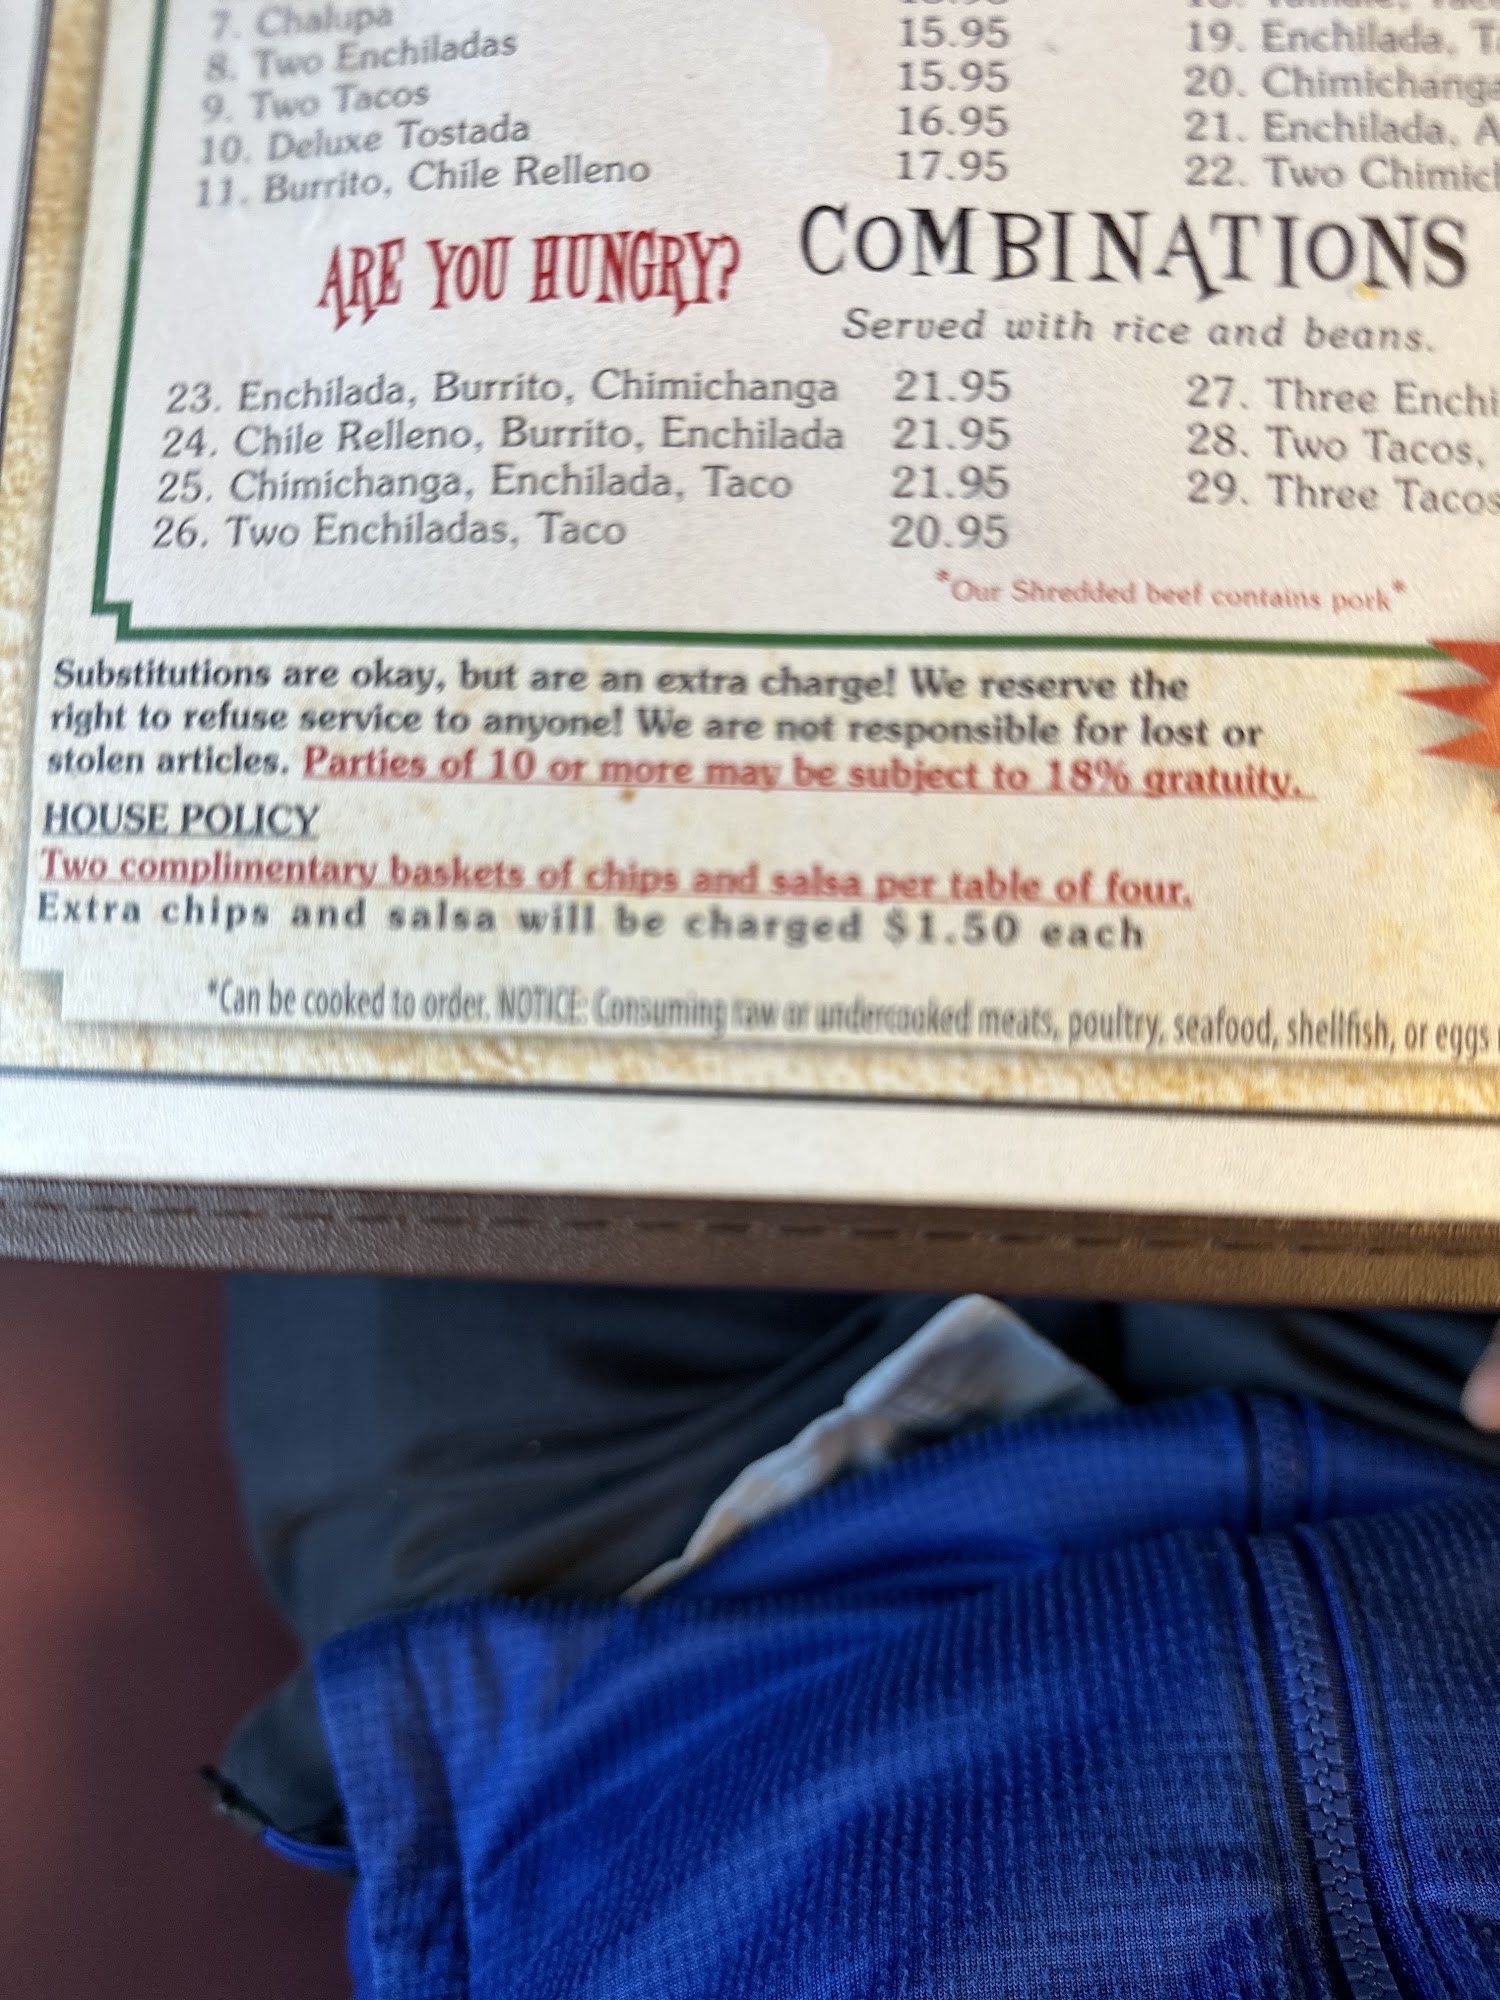 7. Chalupa
8. Two Enchiladas 15.95
9. Two Tacos 15.95
10. Deluxe Tostada 16.95
11. Burrito, Chile Relleno 17.95
19. Enchilada,
20. Chimichanga
21. Enchilada, A
22. Two Chimich
ARE YOU HUNGRY? COMBINATIONS
Served with rice and beans.
23. Enchilada, Burrito, Chimichanga 21.95
24. Chile Relleno, Burrito, Enchilada 21.95
25. Chimichanga, Enchilada, Taco 21.95
26. Two Enchiladas, Taco 20.95
27. Three Enchi
28. Two Tacos,
29. Three Tacos
*Our Shredded beef contains pork*
Substitutions are okay, but are an extra charge! We reserve the
right to refuse service to anyone! We are not responsible for lost or
stolen articles. Parties of 10 or more may be subject to 18% gratuity.
HOUSE POLICY
Two complimentary baskets of chips and salsa per table of four.
Extra chips and salsa will be charged $1.50 each
*Can be cooked to order. NOTICE: Consuming raw or undercooked meats, poultry, seafood, shellfish, or eggs